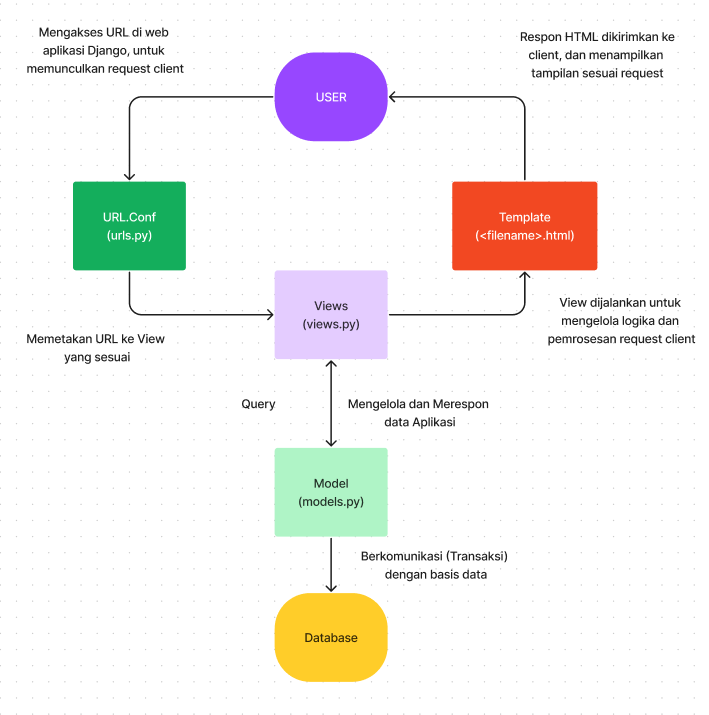 Mengakses URL di web
aplikasi Django, untuk
memunculkan request client
Respon HTML dikirimkan ke
client, dan menampilkan
tampilan sesuai request
USER
URL.Conf
(urls.py)
Template
(<filename>.html)
Views
(views.py)
View dijalankan untuk
mengelola logika dan
pemrosesan request client
Memetakan URL ke View
yang sesuai
Query
Mengelola dan Merespon
data Aplikasi
Model
(models.py)
Berkomunikasi (Transaksi)
dengan basis data
Database